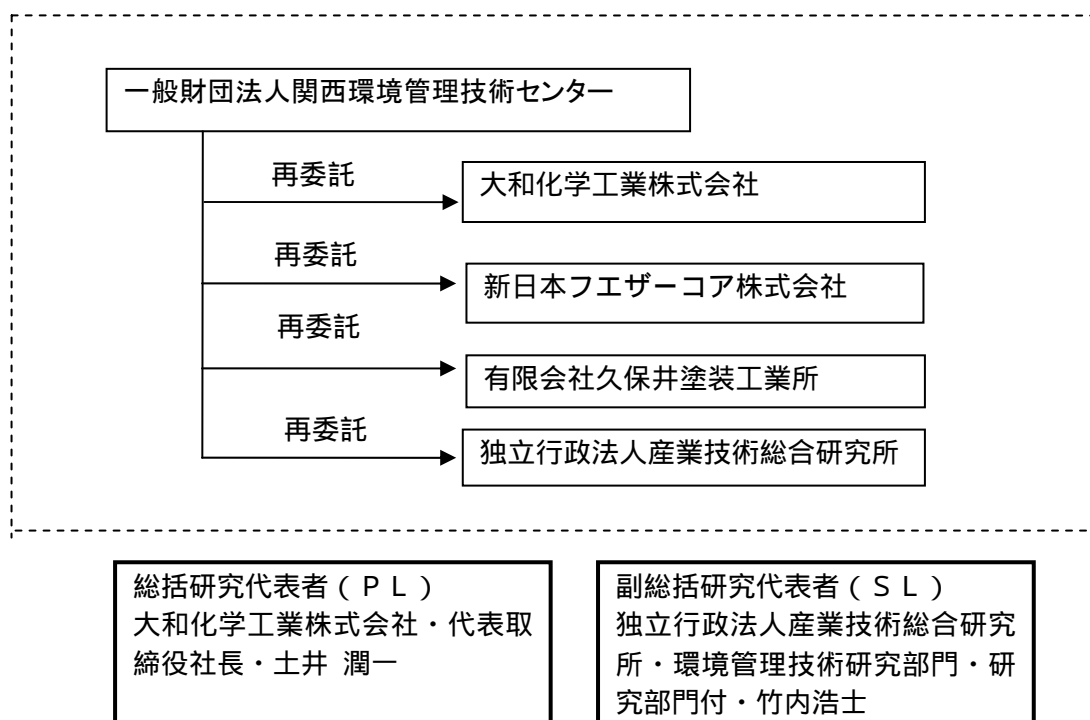 一般財団法人関西環境管理技術センター
再委託
大和化学工業株式会社
再委託
新日本フエザーコア株式会社
再委託
有限会社久保井塗装工業所
再委託
独立行政法人産業技術総合研究所
総括研究代表者(PL)
大和化学工業株式会社・代表取
締役社長・土井 潤一
副総括研究代表者(SL)
独立行政法人産業技術総合研究
所・環境管理技術研究部門・研
究部門付・竹内浩士